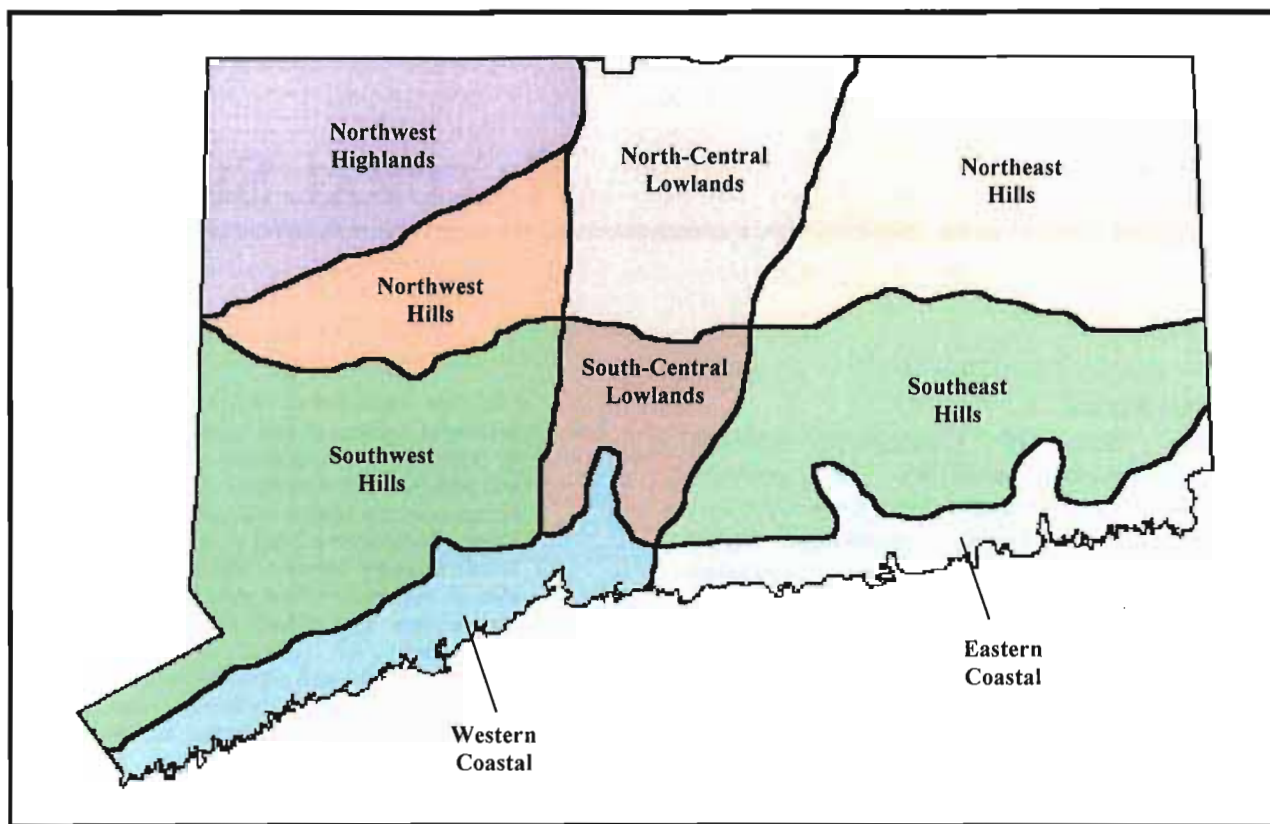 Northwest
Highlands
North-Central
Lowlands
Northeast
Hills
Northwest
Hills
South-Central
Lowlands
Southeast
Hills
Southwest
Hills
Eastern
Coastal
Western
Coastal